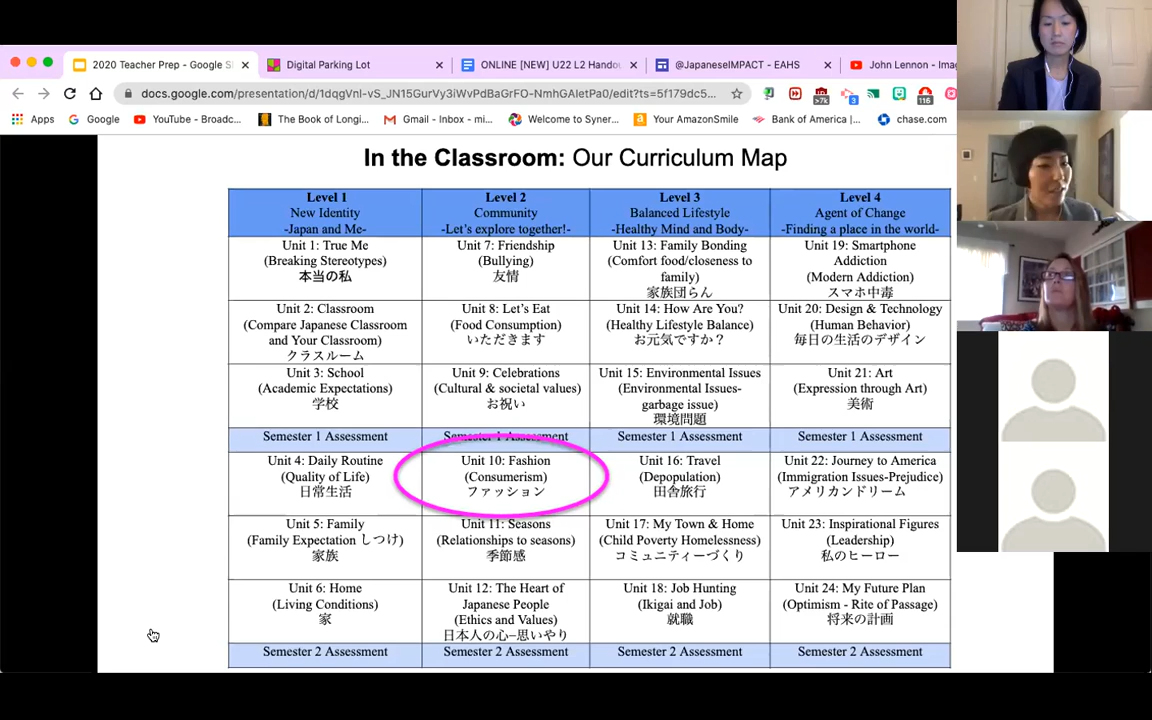 2020 Teacher Prep - Google S
Digital Parking Lot
ONLINE [NEW] U22 L2 Hando
@JapaneseIMPACT - EAHS
John Lennon - Ima
docs.google.com/presentation/d/1dqgVnl-vS_JN15GurVy3iWvPdBaGrFO-NmhGAletPa0/edit?ts=5f179dc5...
>7k
3
116
Apps
Google
YouTube - Broadc...
The Book of Longi...
Gmail - Inbox - mi...
Welcome to Syner...
Your AmazonSmile
Bank of America |...
chase.com
In the Classroom: Our Curriculum Map
Level 1
New Identity
-Japan and Me-
Level 2
Community
-Let's explore together!-
Level 3
Balanced Lifestyle
-Healthy Mind and Body-
Level 4
Agent of Change
-Finding a place in the world-
Unit 1: True Me
(Breaking Stereotypes)
本当の私
Unit 7: Friendship
(Bullying)
友情
Unit 13: Family Bonding
(Comfort food/closeness to
family)
家族団らん
Unit 19: Smartphone
Addiction
(Modern Addiction)
スマホ中毒
Unit 2: Classroom
(Compare Japanese Classroom
and Your Classroom)
クラスルーム
Unit 8: Let's Eat
(Food Consumption)
いただきます
Unit 14: How Are You?
(Healthy Lifestyle Balance)
お元気ですか？
Unit 20: Design & Technology
(Human Behavior)
毎日の生活のデザイン
Unit 3: School
(Academic Expectations)
学校
Unit 9: Celebrations
(Cultural & societal values)
お祝い
Unit 15: Environmental Issues
(Environmental Issues-
garbage issue)
環境問題
Unit 21: Art
(Expression through Art)
美術
Semester 1 Assessment
Semester 1 Assessment
Semester 1 Assessment
Semester 1 Assessment
Unit 4: Daily Routine
(Quality of Life)
日常生活
Unit 10: Fashion
(Consumerism)
ファッション
Unit 16: Travel
(Depopulation)
田舎旅行
Unit 22: Journey to America
(Immigration Issues-Prejudice)
アメリカンドリーム
Unit 5: Family
(Family Expectation しつけ)
家族
Unit 11: Seasons
(Relationships to seasons)
季節感
Unit 17: My Town & Home
(Child Poverty Homelessness)
コミュニティーづくり
Unit 23: Inspirational Figures
(Leadership)
私のヒーロー
Unit 6: Home
(Living Conditions)
家
Unit 12: The Heart of
Japanese People
(Ethics and Values)
日本人の心–思いやり
Unit 18: Job Hunting
(Ikigai and Job)
就職
Unit 24: My Future Plan
(Optimism - Rite of Passage)
将来の計画
Semester 2 Assessment
Semester 2 Assessment
Semester 2 Assessment
Semester 2 Assessment